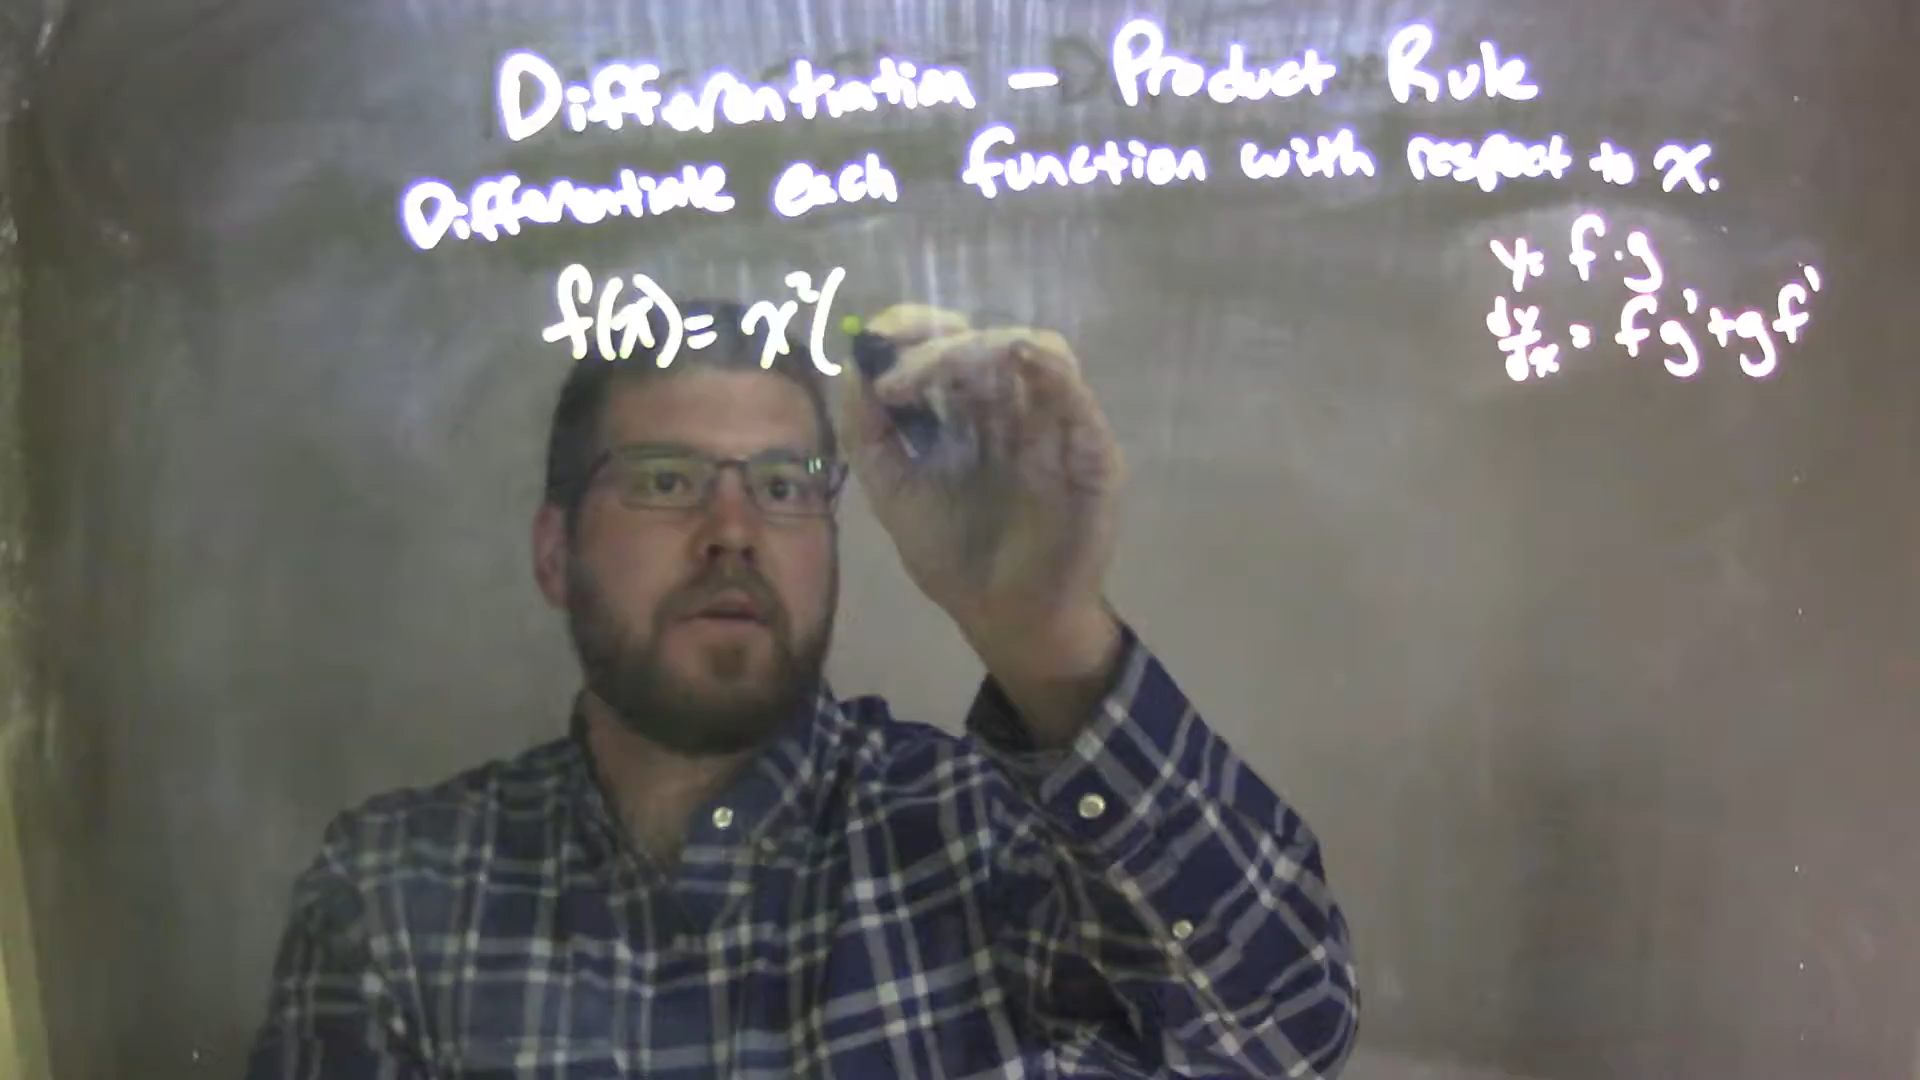 Differentiation - Product Rule
Differentiate each function with respect to x.
f(x) = x²(
y = f · g
dy/dx = fg' + gf'